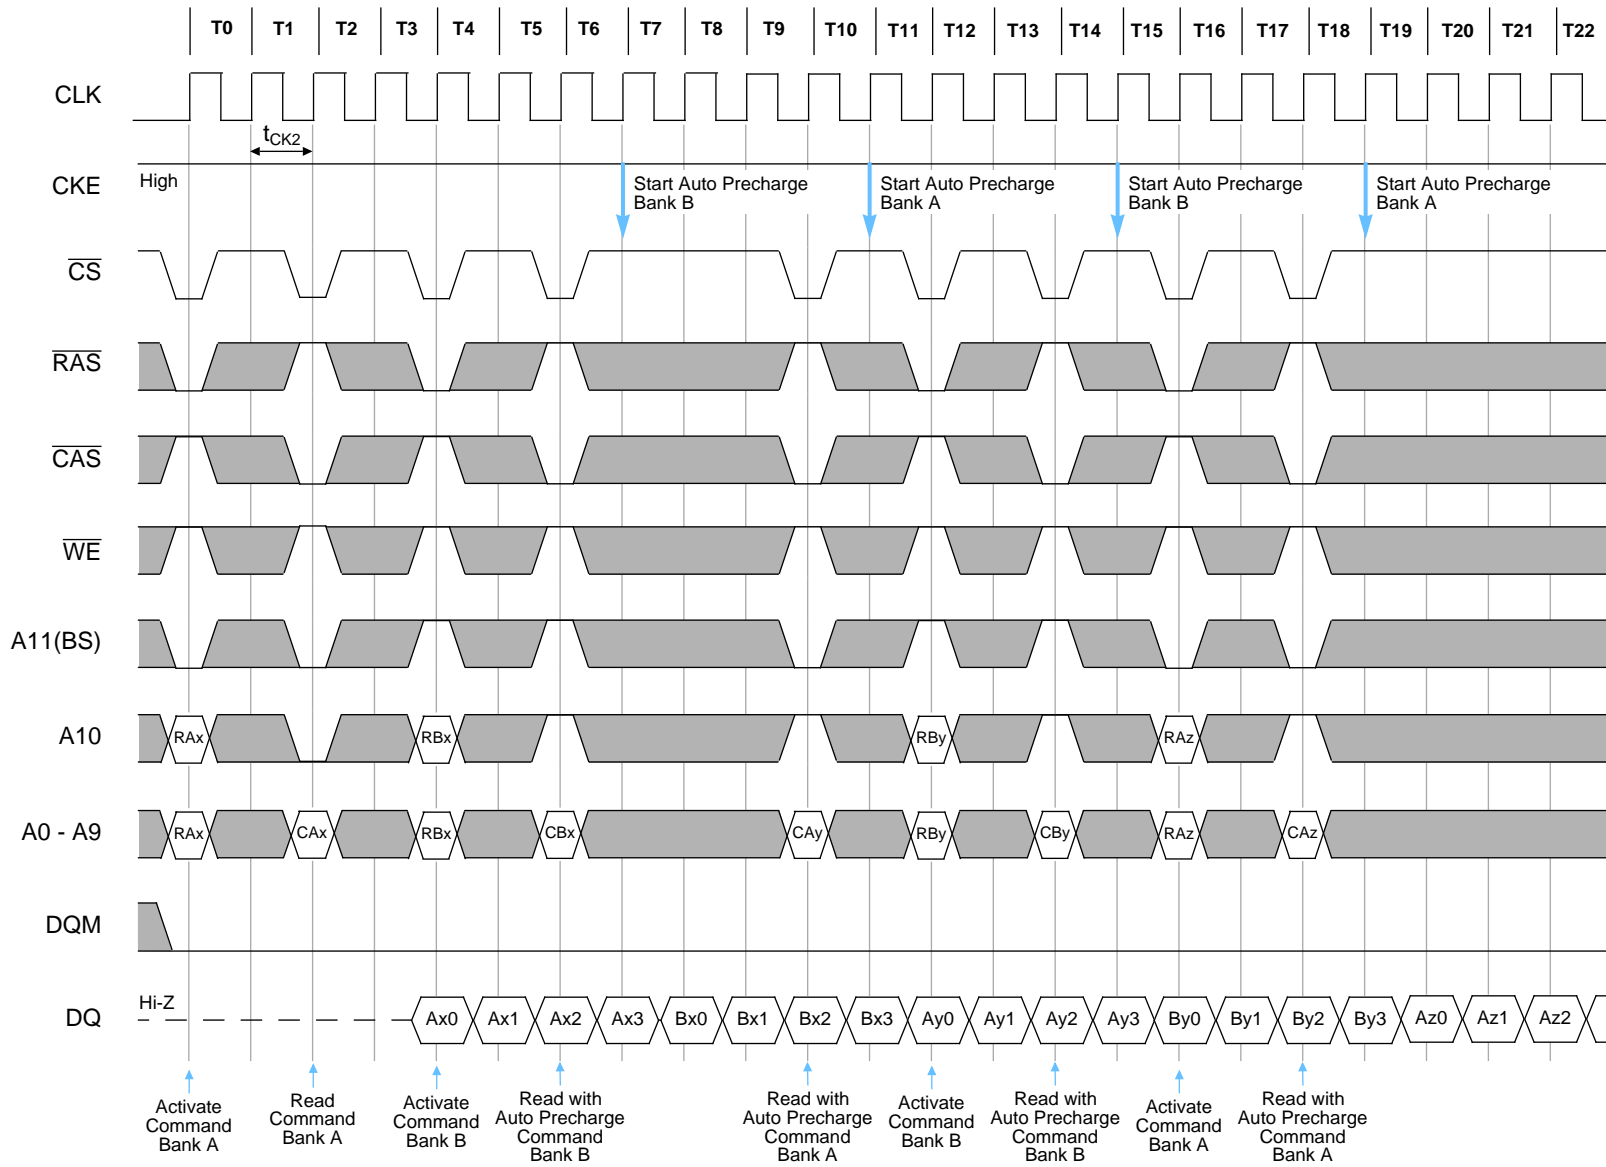 T0 T1 T2 T3 T4 T5 T6 T7 T8 T9 T10 T11 T12 T13 T14 T15 T16 T17 T18 T19 T20 T21 T22
CLK
tCK2
CKE
High
Start Auto Precharge
Bank B
Start Auto Precharge
Bank A
Start Auto Precharge
Bank B
Start Auto Precharge
Bank A
CS
RAS
CAS
WE
A11(BS)
A10
RAx RBx RBy RAz
A0 - A9
RAx CAx RBx CBx CAy RBy CBy RAz CAz
DQM
DQ
Hi-Z
Ax0 Ax1 Ax2 Ax3 Bx0 Bx1 Bx2 Bx3 Ay0 Ay1 Ay2 Ay3 By0 By1 By2 By3 Az0 Az1 Az2
Activate
Command
Bank A
Read
Command
Bank A
Activate
Command
Bank B
Read with
Auto Precharge
Command
Bank B
Read with
Auto Precharge
Command
Bank A
Activate
Command
Bank B
Read with
Auto Precharge
Command
Bank B
Activate
Command
Bank A
Read with
Auto Precharge
Command
Bank A